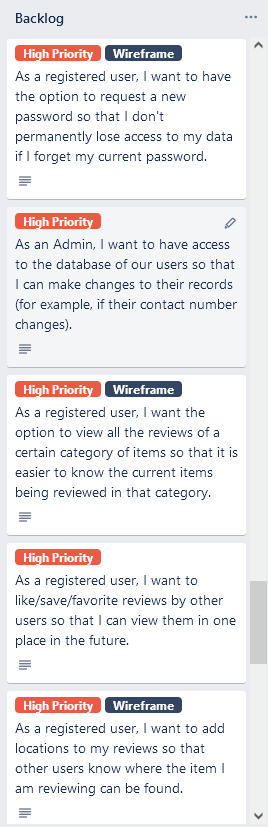 Backlog
High Priority Wireframe
As a registered user, I want to have
the option to request a new
password so that I don't
permanently lose access to my data
if I forget my current password.
High Priority
As an Admin, I want to have access
to the database of our users so that
I can make changes to their records
(for example, if their contact number
changes).
High Priority Wireframe
As a registered user, I want the
option to view all the reviews of a
certain category of items so that it is
easier to know the current items
being reviewed in that category.
High Priority
As a registered user, I want to
like/save/favorite reviews by other
users so that I can view them in one
place in the future.
High Priority Wireframe
As a registered user, I want to add
locations to my reviews so that
other users know where the item I
am reviewing can be found.